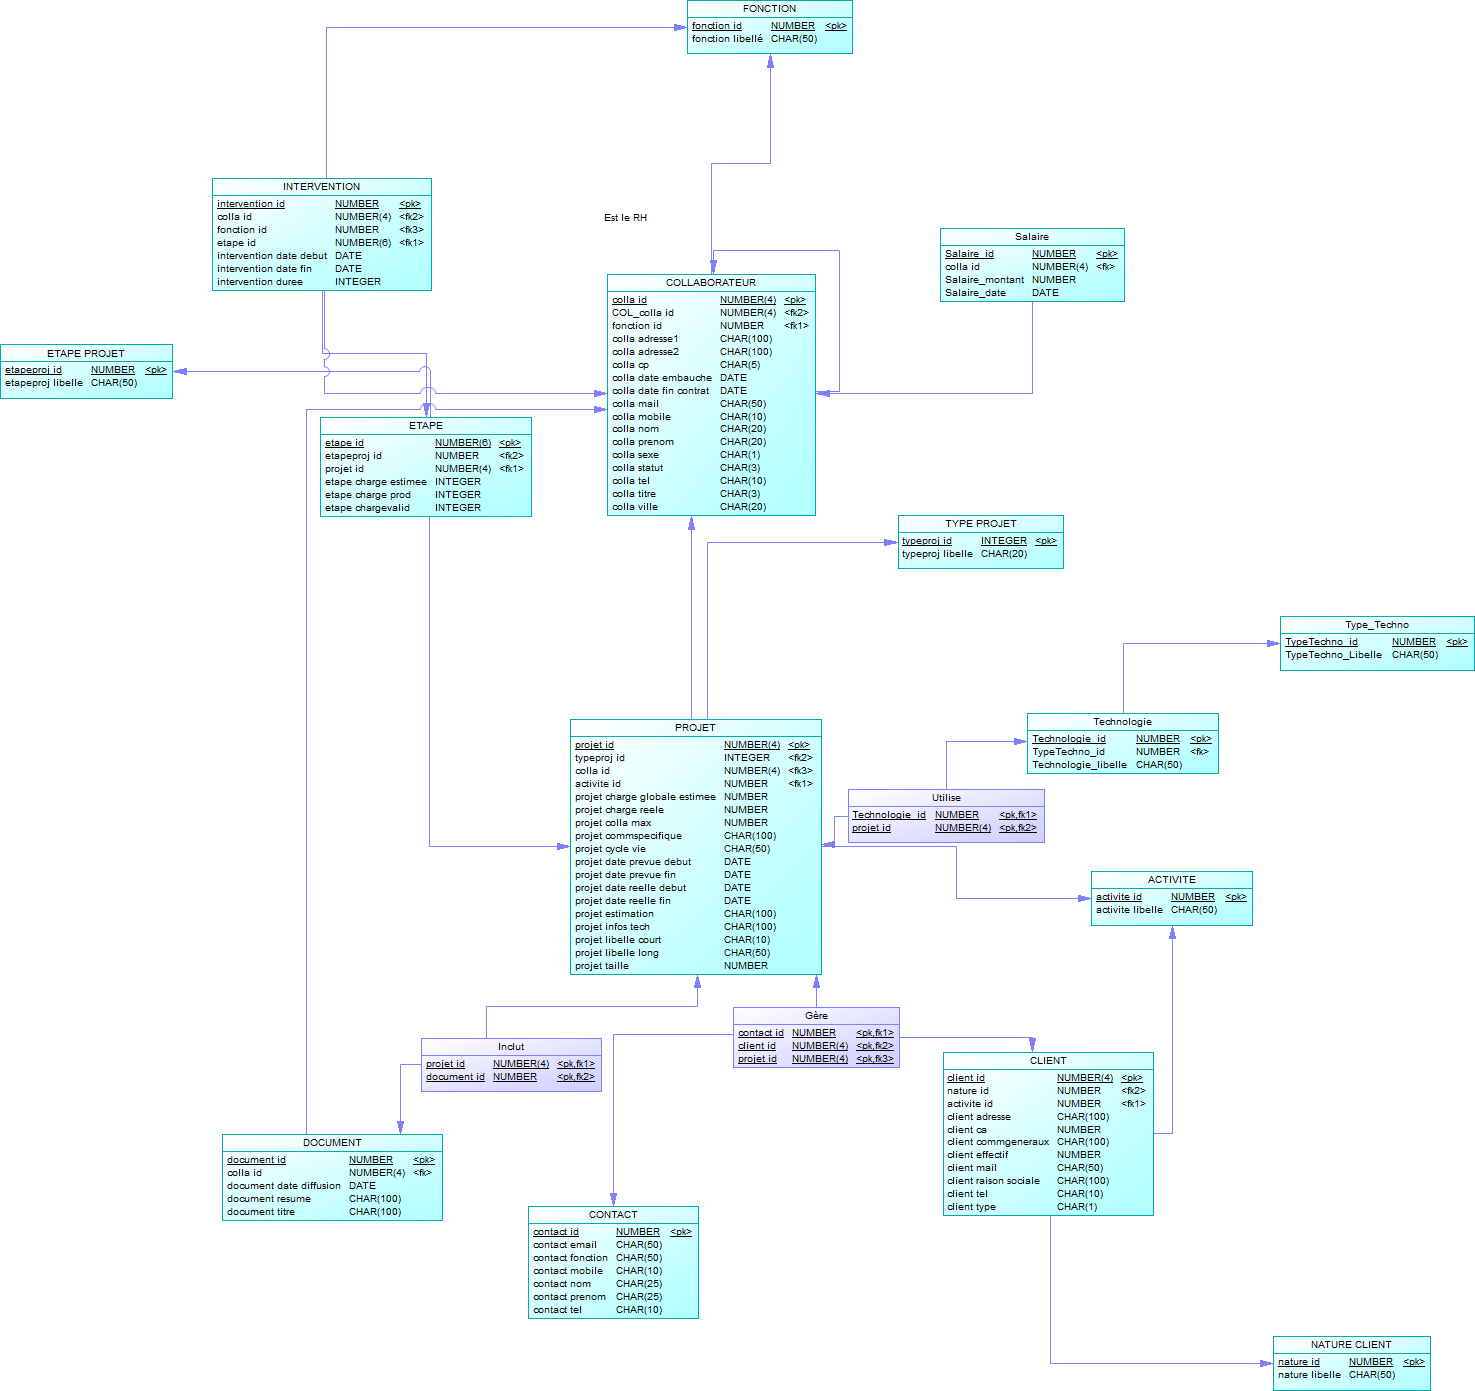 FONCTION
fonction id NUMBER <pk>
fonction libellé CHAR(50)
INTERVENTION
intervention id NUMBER <pk>
colla id NUMBER(4) <fk2>
fonction id NUMBER <fk3>
etape id NUMBER(6) <fk1>
intervention date debut DATE
intervention date fin DATE
intervention duree INTEGER
Est le RH
Salaire
Salaire_id NUMBER <pk>
colla id NUMBER(4) <fk>
Salaire_montant NUMBER
Salaire_date DATE
COLLABORATEUR
colla id NUMBER(4) <pk>
COL_colla id NUMBER(4) <fk2>
fonction id NUMBER <fk1>
colla adresse1 CHAR(100)
colla adresse2 CHAR(100)
colla cp CHAR(5)
colla date embauche DATE
colla date fin contrat DATE
colla mail CHAR(50)
colla mobile CHAR(10)
colla nom CHAR(20)
colla prenom CHAR(20)
colla sexe CHAR(1)
colla statut CHAR(3)
colla tel CHAR(10)
colla titre CHAR(3)
colla ville CHAR(20)
ETAPE PROJET
etapeproj id NUMBER <pk>
etapeproj libelle CHAR(50)
ETAPE
etape id NUMBER(6) <pk>
etapeproj id NUMBER <fk2>
projet id NUMBER(4) <fk1>
etape charge estimee INTEGER
etape charge prod INTEGER
etape chargevalid INTEGER
TYPE PROJET
typeproj id INTEGER <pk>
typeproj libelle CHAR(20)
Type_Techno
TypeTechno_id NUMBER <pk>
TypeTechno_Libelle CHAR(50)
Technologie
Technologie_id NUMBER <pk>
TypeTechno_id NUMBER <fk>
Technologie_libelle CHAR(50)
PROJET
projet id NUMBER(4) <pk>
typeproj id INTEGER <fk2>
colla id NUMBER(4) <fk3>
activite id NUMBER <fk1>
projet charge globale estimee NUMBER
projet charge reele NUMBER
projet colla max NUMBER
projet commspecifique CHAR(100)
projet cycle vie CHAR(50)
projet date prevue debut DATE
projet date prevue fin DATE
projet date reelle debut DATE
projet date reelle fin DATE
projet estimation CHAR(100)
projet infos tech CHAR(100)
projet libelle court CHAR(10)
projet libelle long CHAR(50)
projet taille NUMBER
Utilise
Technologie_id NUMBER <pk,fk1>
projet id NUMBER(4) <pk,fk2>
ACTIVITE
activite id NUMBER <pk>
activite libelle CHAR(50)
Gère
contact id NUMBER <pk,fk1>
client id NUMBER(4) <pk,fk2>
projet id NUMBER(4) <pk,fk3>
Inclut
projet id NUMBER(4) <pk,fk1>
document id NUMBER <pk,fk2>
CLIENT
client id NUMBER(4) <pk>
nature id NUMBER <fk2>
activite id NUMBER <fk1>
client adresse CHAR(100)
client ca NUMBER
client commgeneraux CHAR(100)
client effectif NUMBER
client mail CHAR(50)
client raison sociale CHAR(100)
client tel CHAR(10)
client type CHAR(1)
DOCUMENT
document id NUMBER <pk>
colla id NUMBER(4) <fk>
document date diffusion DATE
document resume CHAR(100)
document titre CHAR(100)
CONTACT
contact id NUMBER <pk>
contact email CHAR(50)
contact fonction CHAR(50)
contact mobile CHAR(10)
contact nom CHAR(25)
contact prenom CHAR(25)
contact tel CHAR(10)
NATURE CLIENT
nature id NUMBER <pk>
nature libelle CHAR(50)